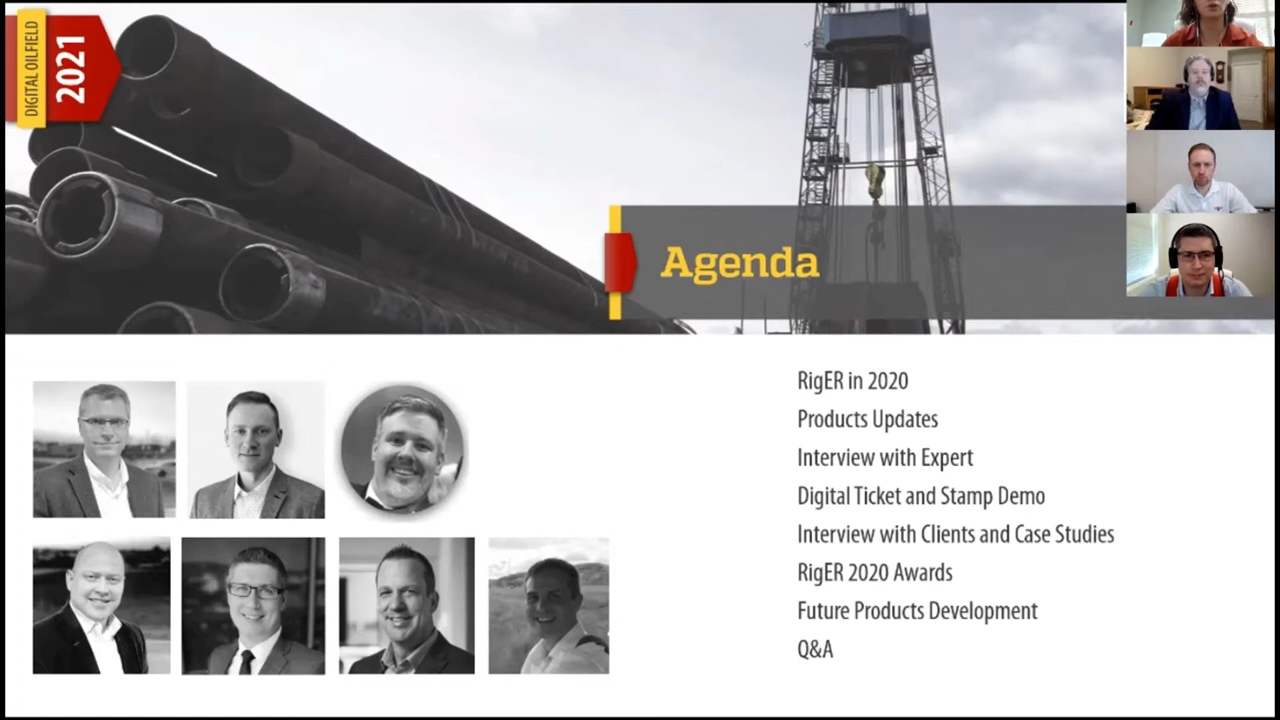 DIGITAL OILFIELD
2021
Agenda
RigER in 2020
Products Updates
Interview with Expert
Digital Ticket and Stamp Demo
Interview with Clients and Case Studies
RigER 2020 Awards
Future Products Development
Q&A